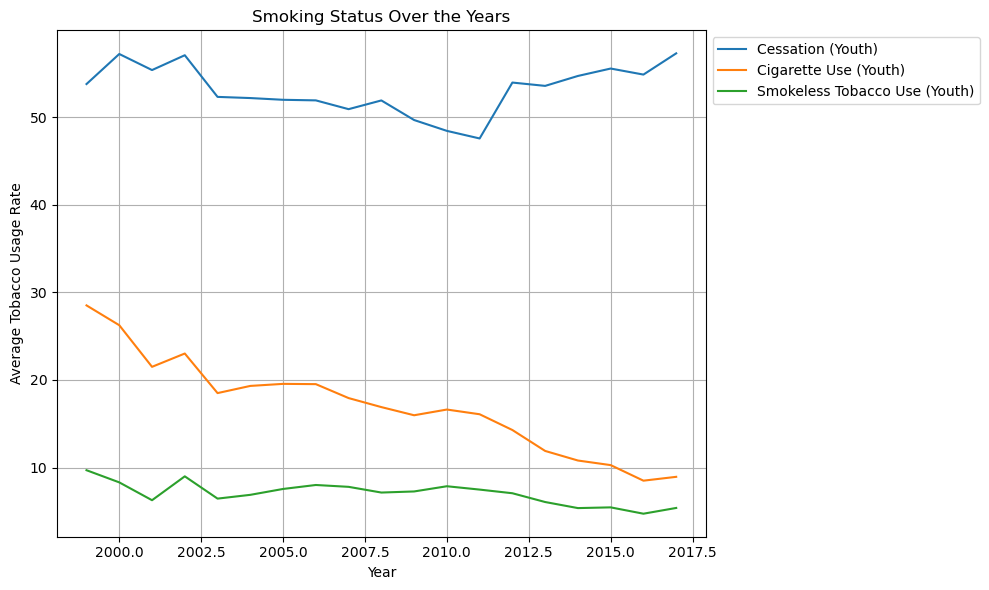 Smoking Status Over the Years
Cessation (Youth)
Cigarette Use (Youth)
Smokeless Tobacco Use (Youth)
Average Tobacco Usage Rate
50
40
30
20
10
2000.0 2002.5 2005.0 2007.5 2010.0 2012.5 2015.0 2017.5
Year